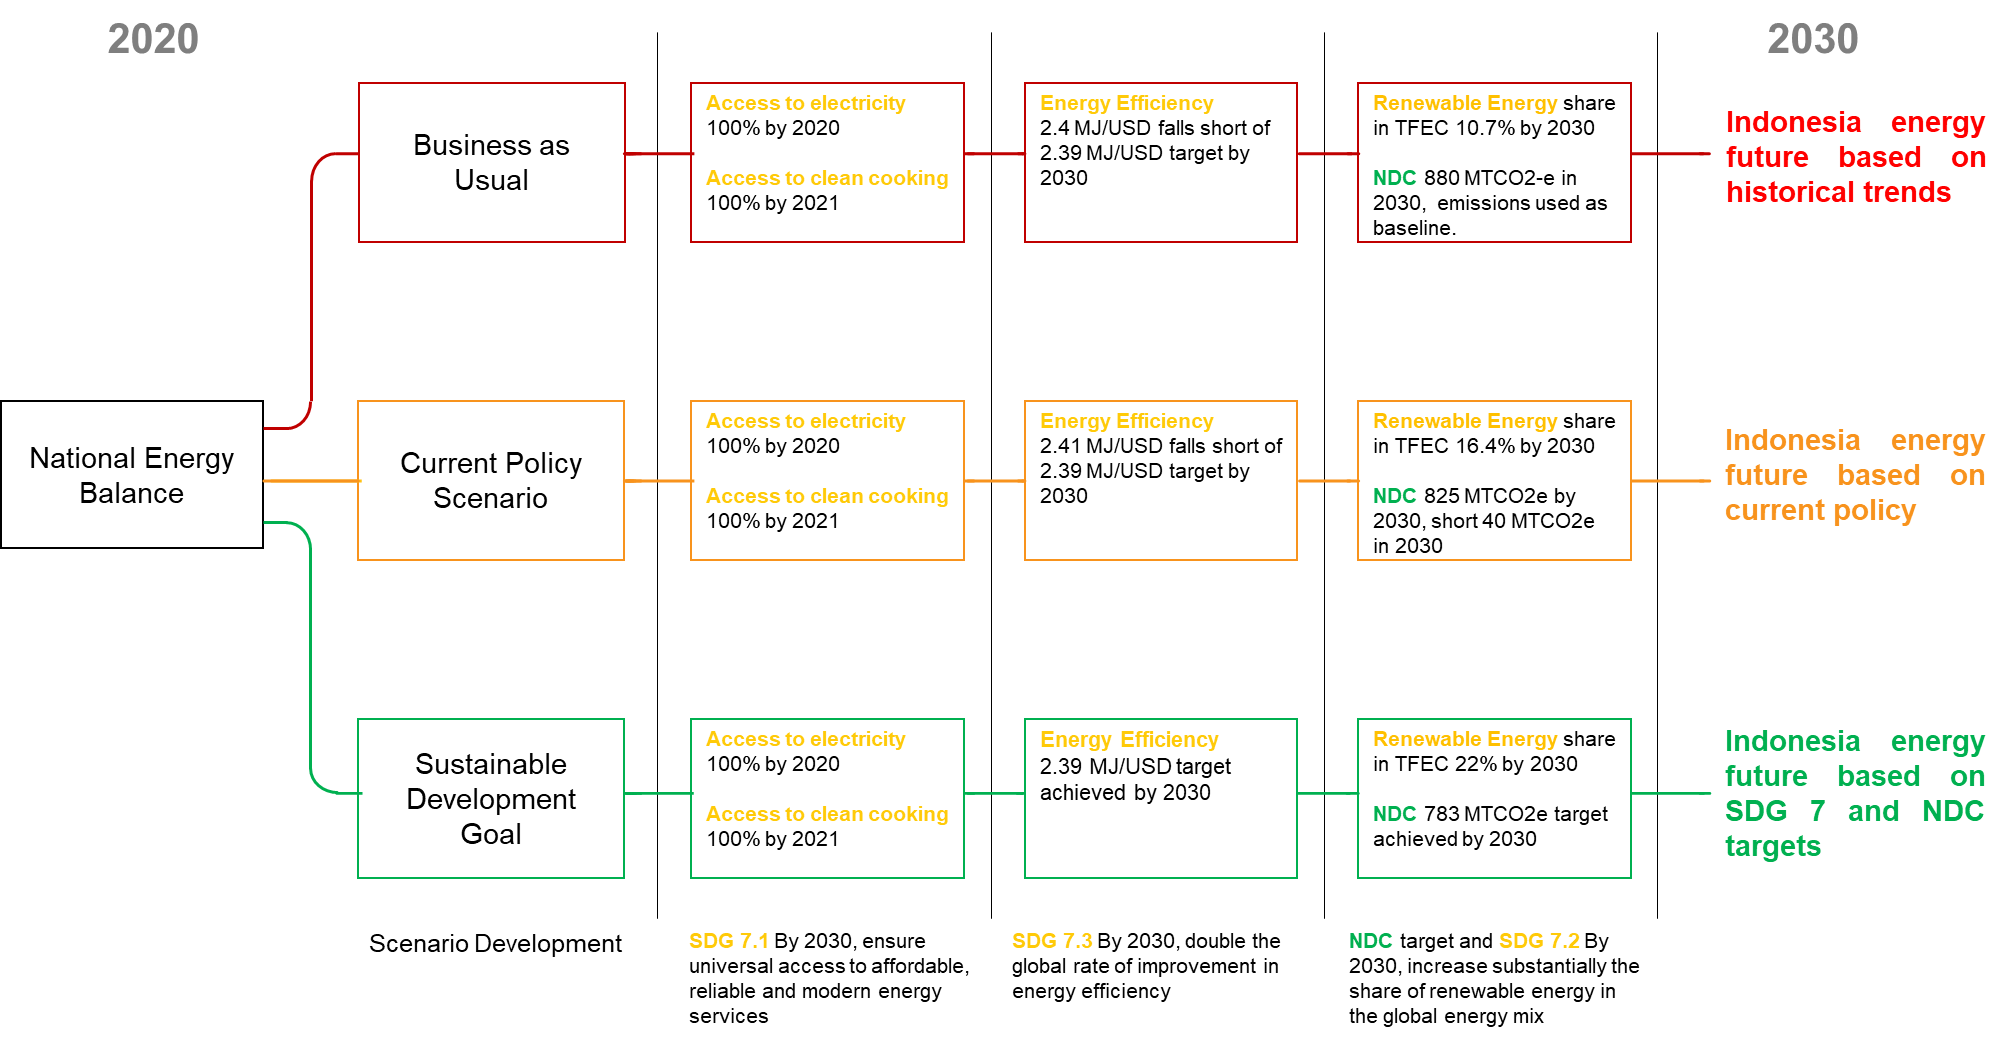 2020
2030
National Energy
Balance
Business as
Usual
Access to electricity
100% by 2020
Access to clean cooking
100% by 2021
Energy Efficiency
2.4 MJ/USD falls short of
2.39 MJ/USD target by
2030
Renewable Energy share
in TFEC 10.7% by 2030
NDC 880 MTCO2-e in
2030, emissions used as
baseline.
Indonesia energy
future based on
historical trends
Current Policy
Scenario
Access to electricity
100% by 2020
Access to clean cooking
100% by 2021
Energy Efficiency
2.41 MJ/USD falls short of
2.39 MJ/USD target by
2030
Renewable Energy share
in TFEC 16.4% by 2030
NDC 825 MTCO2e by
2030, short 40 MTCO2e
in 2030
Indonesia energy
future based on
current policy
Sustainable
Development
Goal
Access to electricity
100% by 2020
Access to clean cooking
100% by 2021
Energy Efficiency
2.39 MJ/USD target
achieved by 2030
Renewable Energy share
in TFEC 22% by 2030
NDC 783 MTCO2e target
achieved by 2030
Indonesia energy
future based on
SDG 7 and NDC
targets
Scenario Development
SDG 7.1 By 2030, ensure
universal access to affordable,
reliable and modern energy
services
SDG 7.3 By 2030, double the
global rate of improvement in
energy efficiency
NDC target and SDG 7.2 By
2030, increase substantially the
share of renewable energy in
the global energy mix